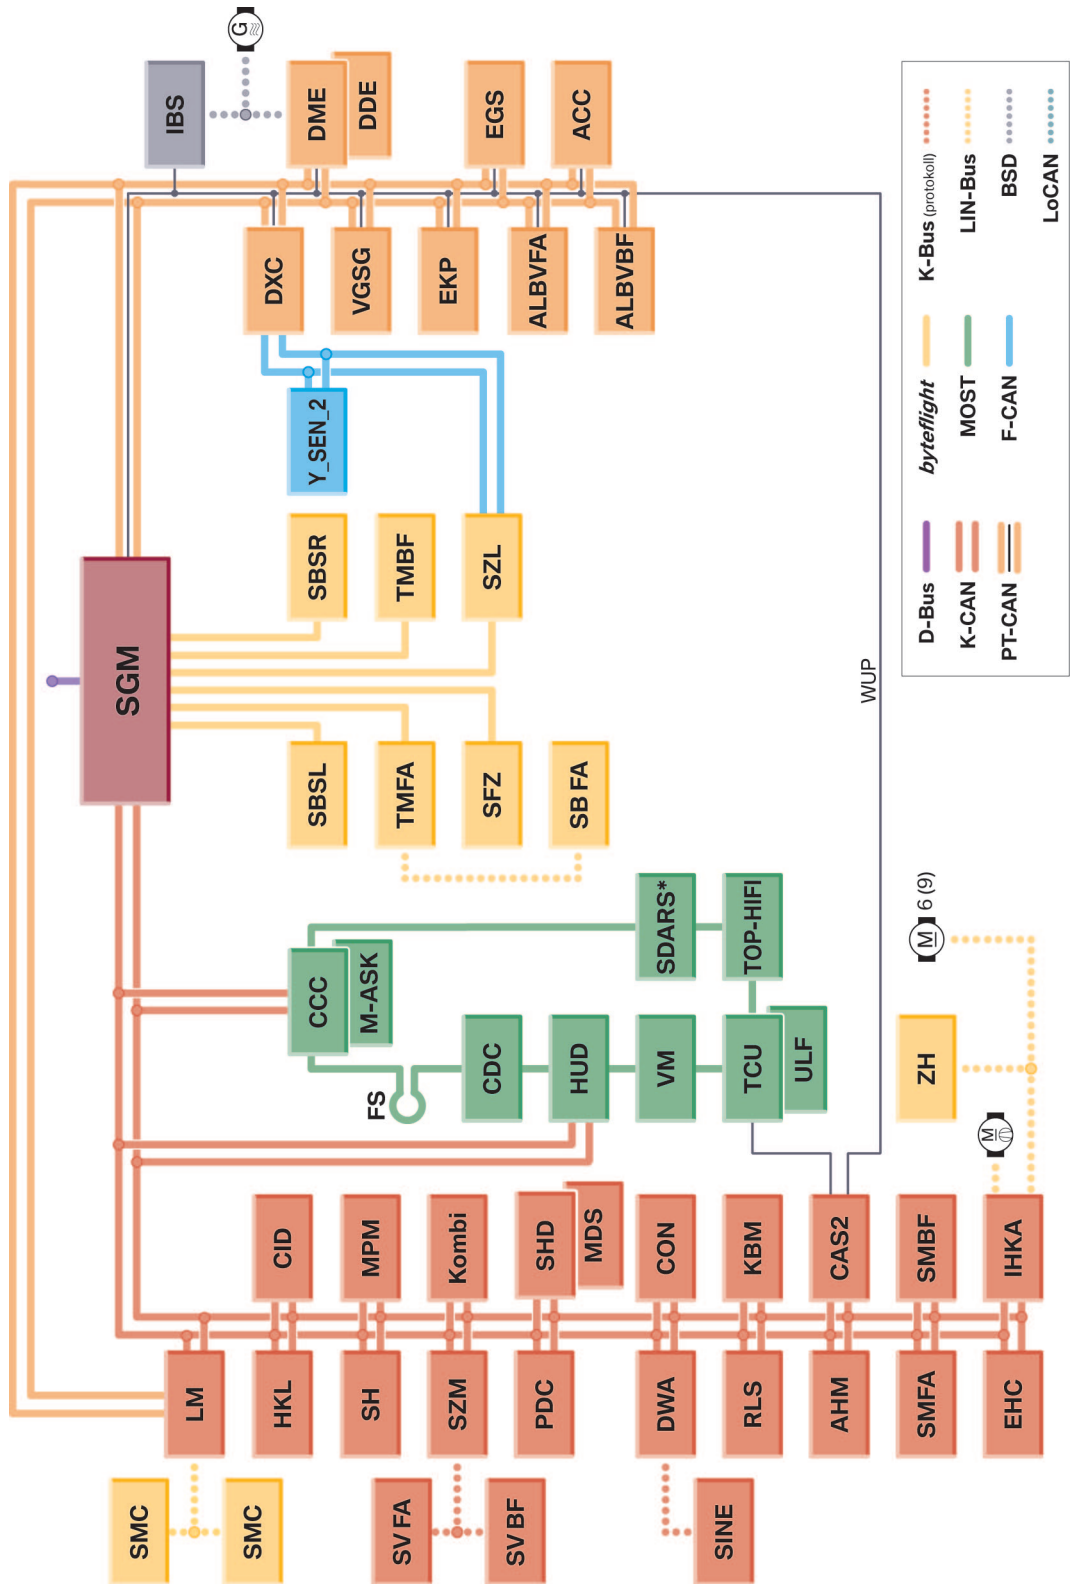 SMC
SMC
SV FA
SV BF
SINE
LM
HKL
SH
SZM
PDC
DWA
RLS
AHM
SMFA
EHC
CID
MPM
Kombi
SHD
MDS
CON
KBM
CAS2
SMBF
IHKA
M
FS
CDC
HUD
VM
TCU
ULF
ZH
CCC
M-ASK
SDARS*
TOP-HIFI
M
6 (9)
SBSL
TMFA
SFZ
SB FA
SGM
WUP
SBSR
TMBF
SZL
Y_SEN_2
DXC
VGSG
EKP
ALBVFA
ALBVBF
IBS
DME
DDE
EGS
ACC
G
D-Bus
byteflight
K-Bus (protokoll)
K-CAN
MOST
LIN-Bus
PT-CAN
F-CAN
BSD
LoCAN